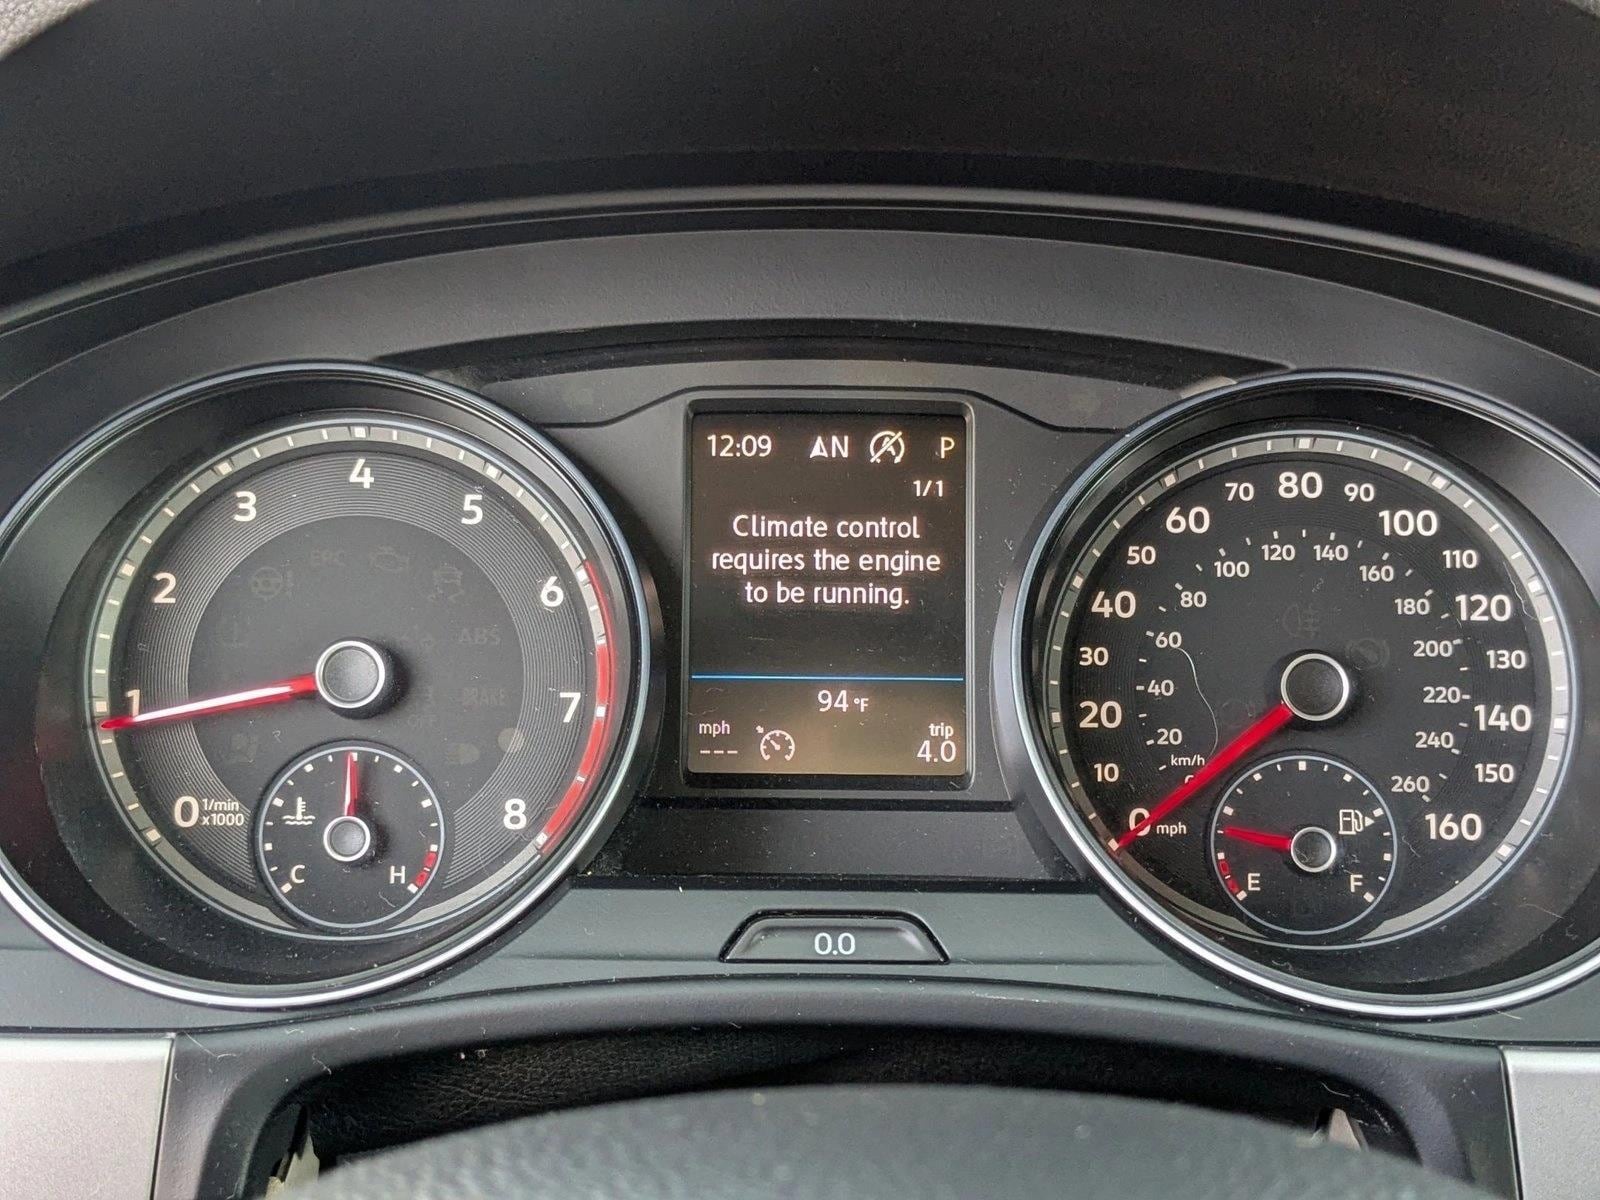 12:09 N P
1/1
Climate control
requires the engine
to be running.
94 °F
mph
---
trip
4.0
0.0
0 1 2 3 4 5 6 7 8
1/min
x1000
EPC
ABS
BRAKE
C H
0 10 20 30 40 50 60 70 80 90 100 110 120 130 140 150 160
mph
20 40 60 80 100 120 140 160 180 200 220 240 260
km/h
E F